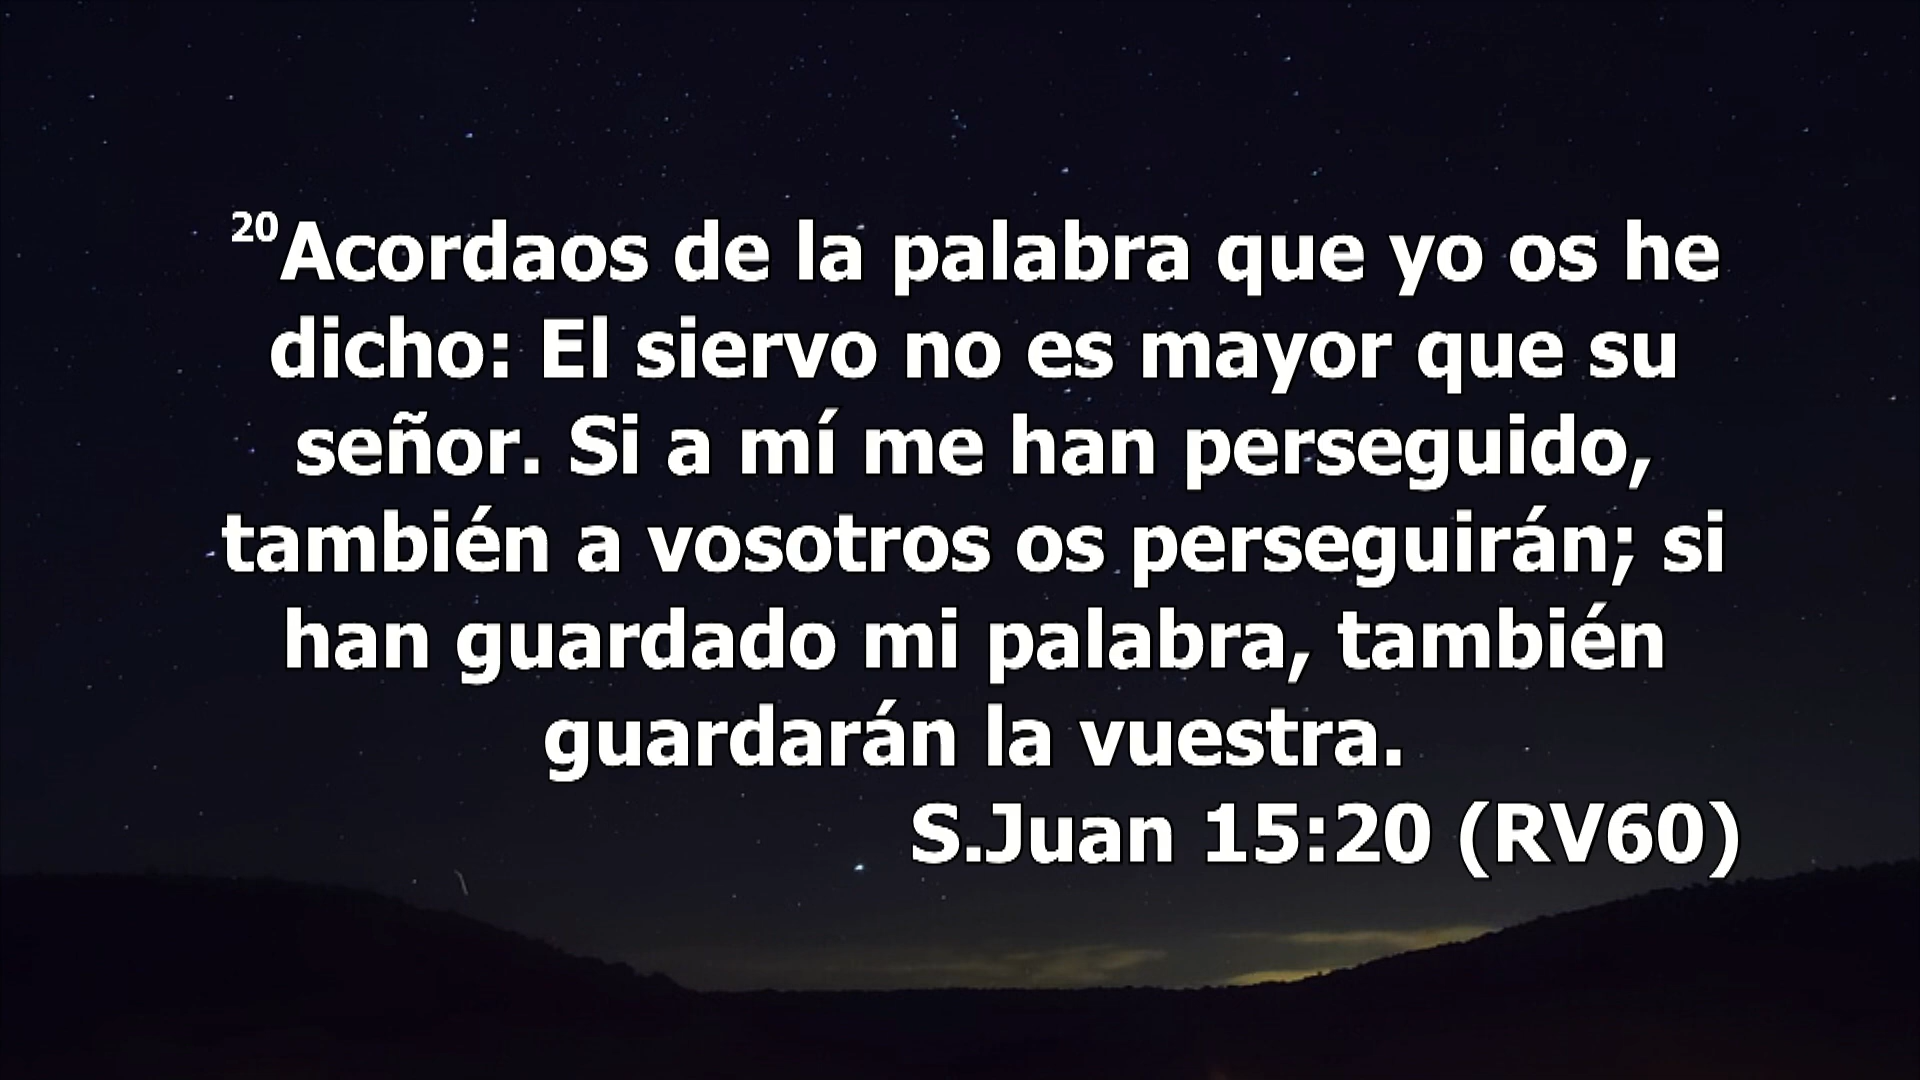 20Acordaos de la palabra que yo os he
dicho: El siervo no es mayor que su
señor. Si a mí me han perseguido,
también a vosotros os perseguirán; si
han guardado mi palabra, también
guardarán la vuestra.
S.Juan 15:20 (RV60)